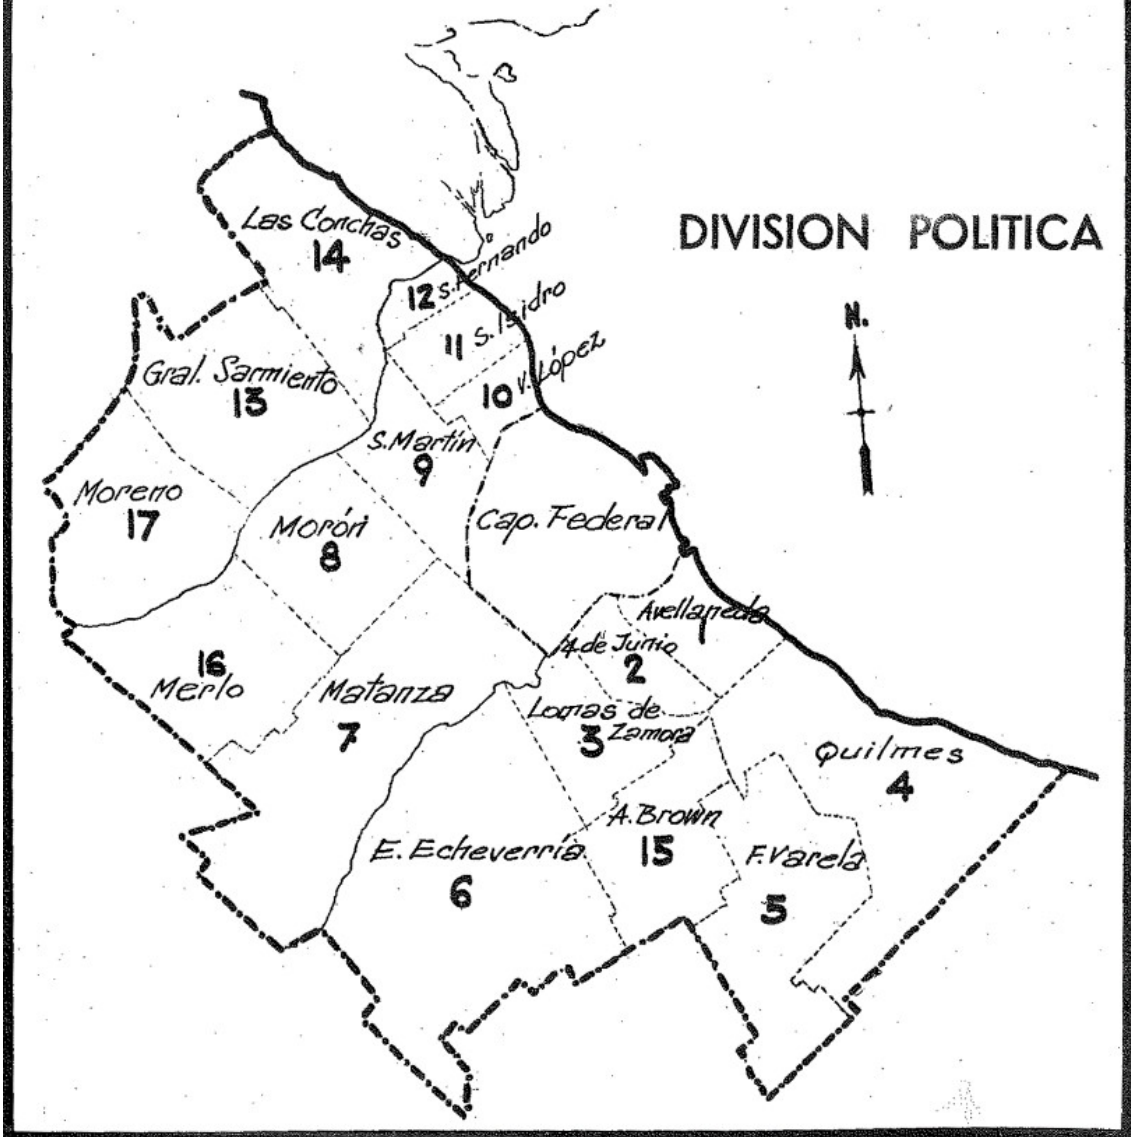 DIVISION POLITICA
N.
Las Conchas
14
12 S. Fernando
11 S. Isidro
10 V. López
Gral. Sarmiento
13
S. Martín
9
Moreno
17
Morón
8
Cap. Federal
Avellaneda
1
4 de Junio
2
16
Merlo
Matanza
7
Lomas de
3 Zamora
Quilmes
4
A. Brown
15
E. Echeverría
6
F. Varela
5